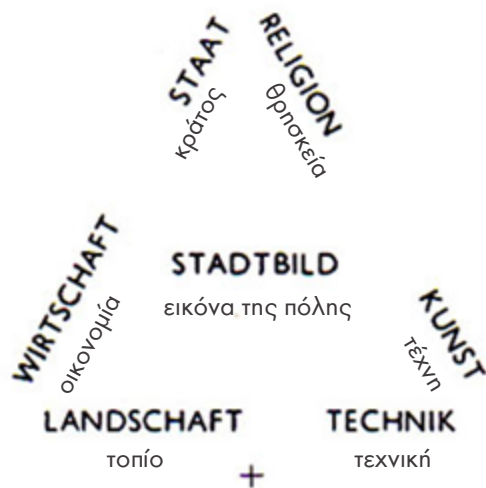 STAAT
κράτος
RELIGION
θρησκεία
WIRTSCHAFT
οικονομία
STADTBILD
εικόνα της πόλης
KUNST
τέχνη
LANDSCHAFT
τοπίο
TECHNIK
τεχνική
+